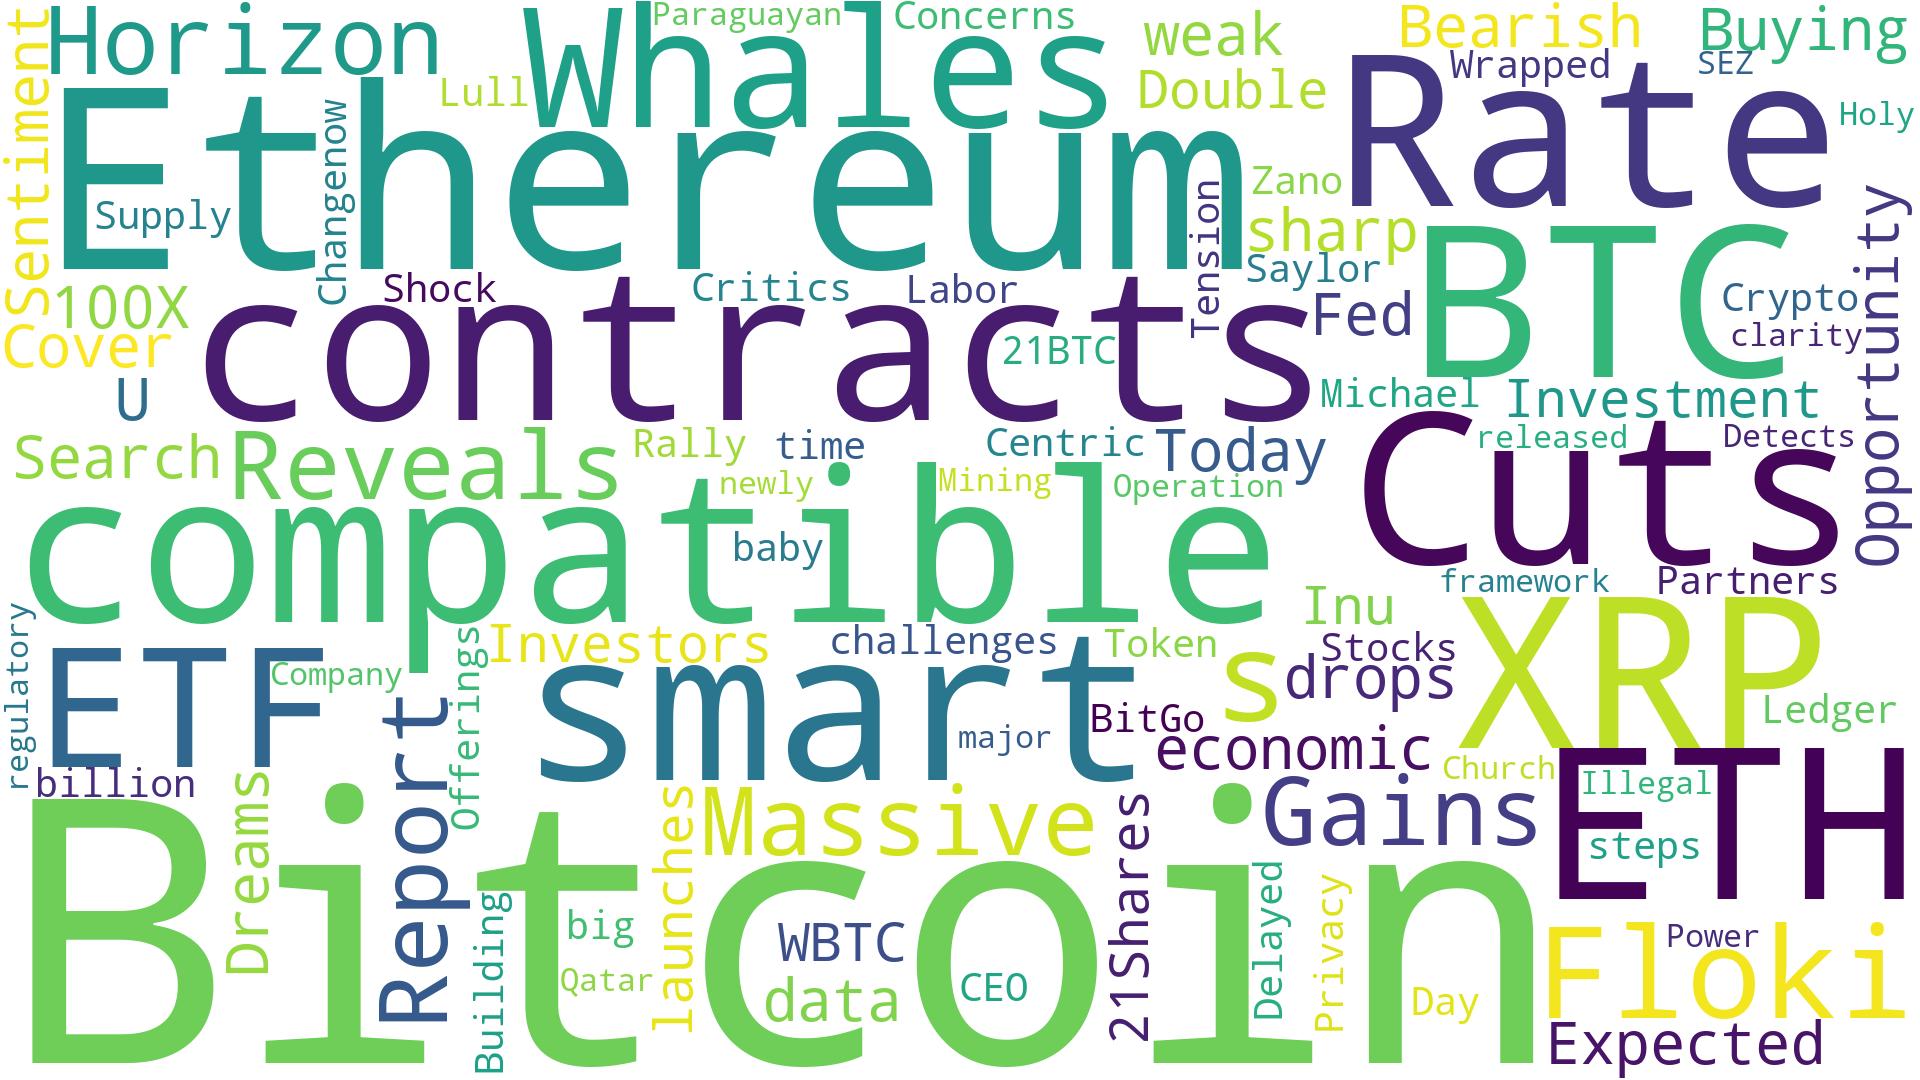 Horizon
Whales
Paraguayan
Concerns
weak
Bearish
Buying
Sentiment
Lull
Double
Wrapped
SEZ
Rate
Holy
Ethereum
Changenow
Supply
Zano
sharp
Tension
Saylor
BTC
Opportunity
100X
Shock
Critics
Labor
Fed
Crypto
clarity
Cover
contracts
21BTC
U
Michael
Investment
Search
Reveals
Rally
time
Centric
Today
released
Detects
Cuts
newly
Mining
Operation
compatible
baby
framework
Partners
regulatory
Investors
challenges
Token
Inu
Stocks
XRP
ETF
Company
Offerings
smart
s
drops
Ledger
major
BitGo
economic
billion
Report
Church
Illegal
ETH
Dreams
launches
Massive
21Shares
Gains
steps
Bitcoin
Building
big
WBTC
Delayed
Privacy
Power
Floki
Qatar
data
CEO
Day
Expected